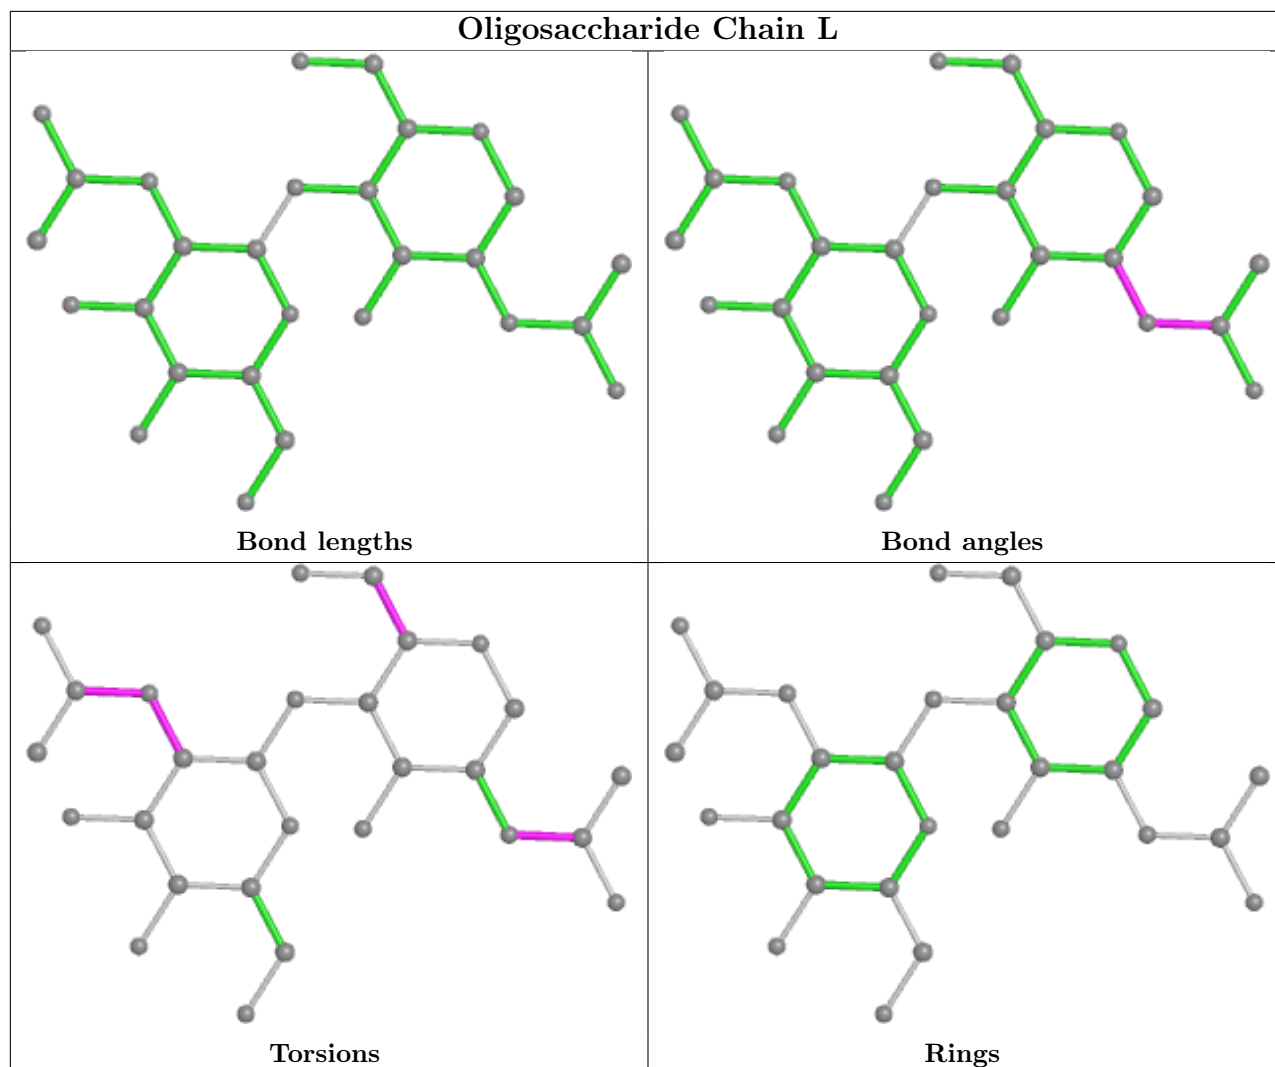 Oligosaccharide Chain L
Bond lengths
Bond angles
Torsions
Rings